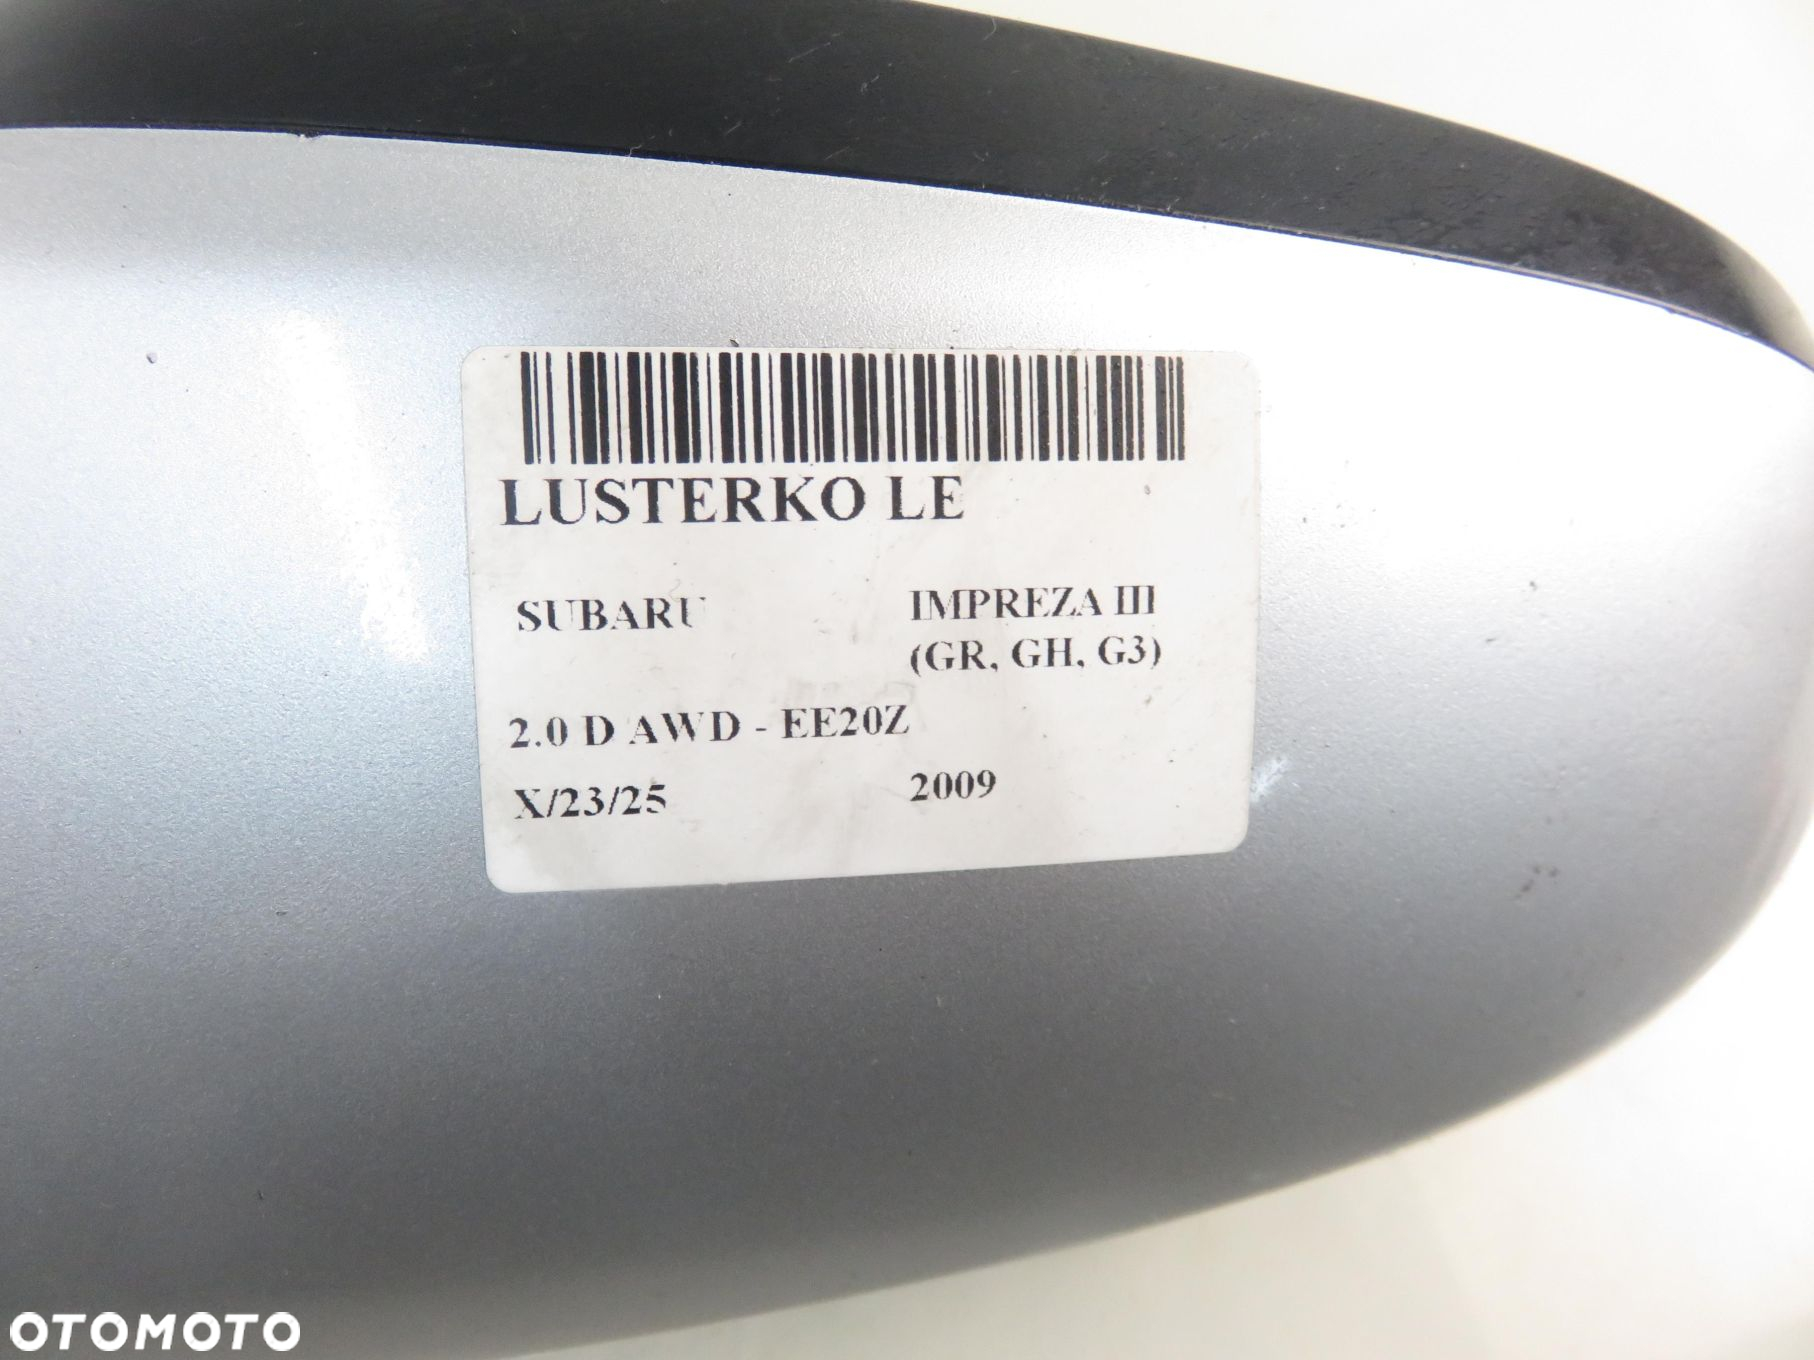 LUSTERKO LE
SUBARU IMPREZA III
(GR, GH, G3)
2.0 D AWD - EE20Z
X/23/25 2009
OTOMOTO